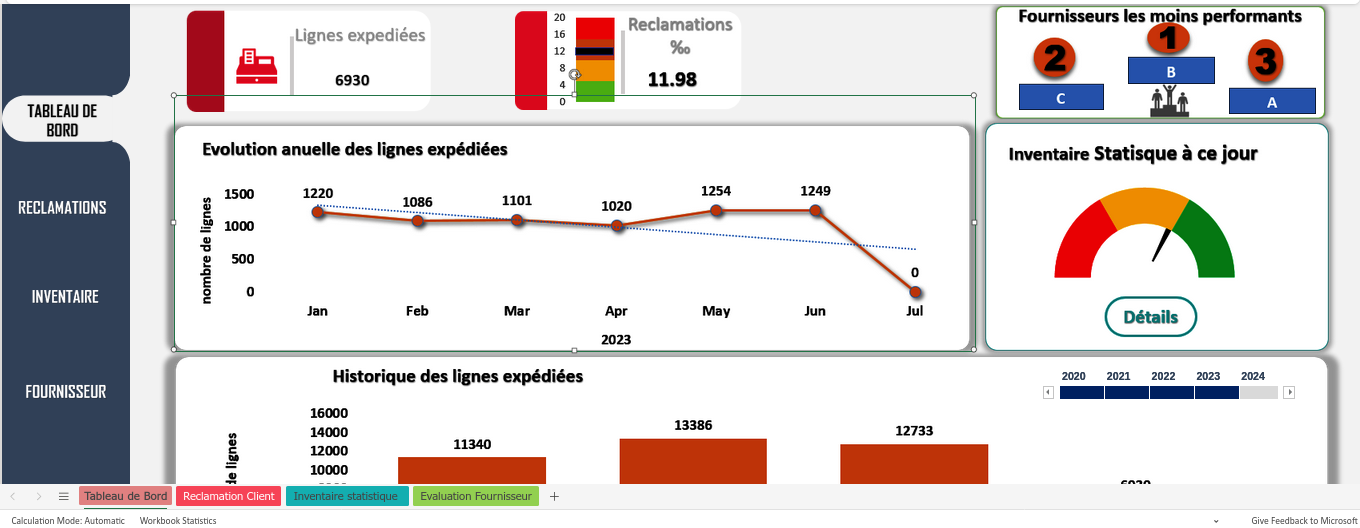 Lignes expediées
6930
20
16
12
8
4
0
Reclamations
‰
11.98
Fournisseurs les moins performants
2
1
3
C
B
A
TABLEAU DE
BORD
RECLAMATIONS
INVENTAIRE
FOURNISSEUR
Evolution anuelle des lignes expédiées
nombre de lignes
1500
1000
500
0
1220
1086
1101
1020
1254
1249
0
Jan
Feb
Mar
Apr
May
Jun
Jul
2023
Inventaire Statisque à ce jour
Détails
Historique des lignes expédiées
2020
2021
2022
2023
2024
de lignes
16000
14000
12000
10000
11340
13386
12733
Tableau de Bord
Reclamation Client
Inventaire statistique
Evaluation Fournisseur
Calculation Mode: Automatic
Workbook Statistics
Give Feedback to Microsoft